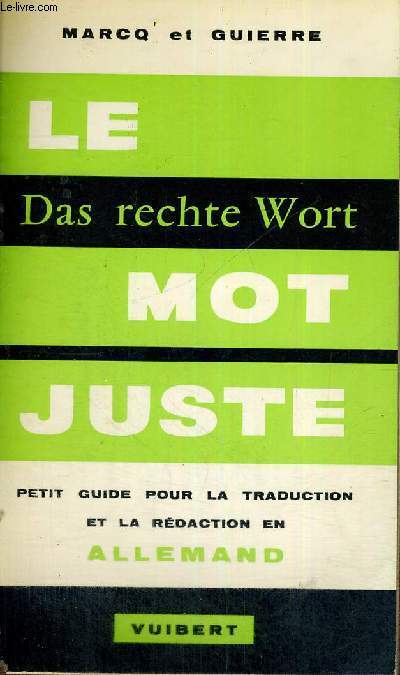 Le-livre.com
MARCQ et GUIERRE
LE
Das rechte Wort
MOT
JUSTE
PETIT GUIDE POUR LA TRADUCTION
ET LA RÉDACTION EN
ALLEMAND
VUIBERT